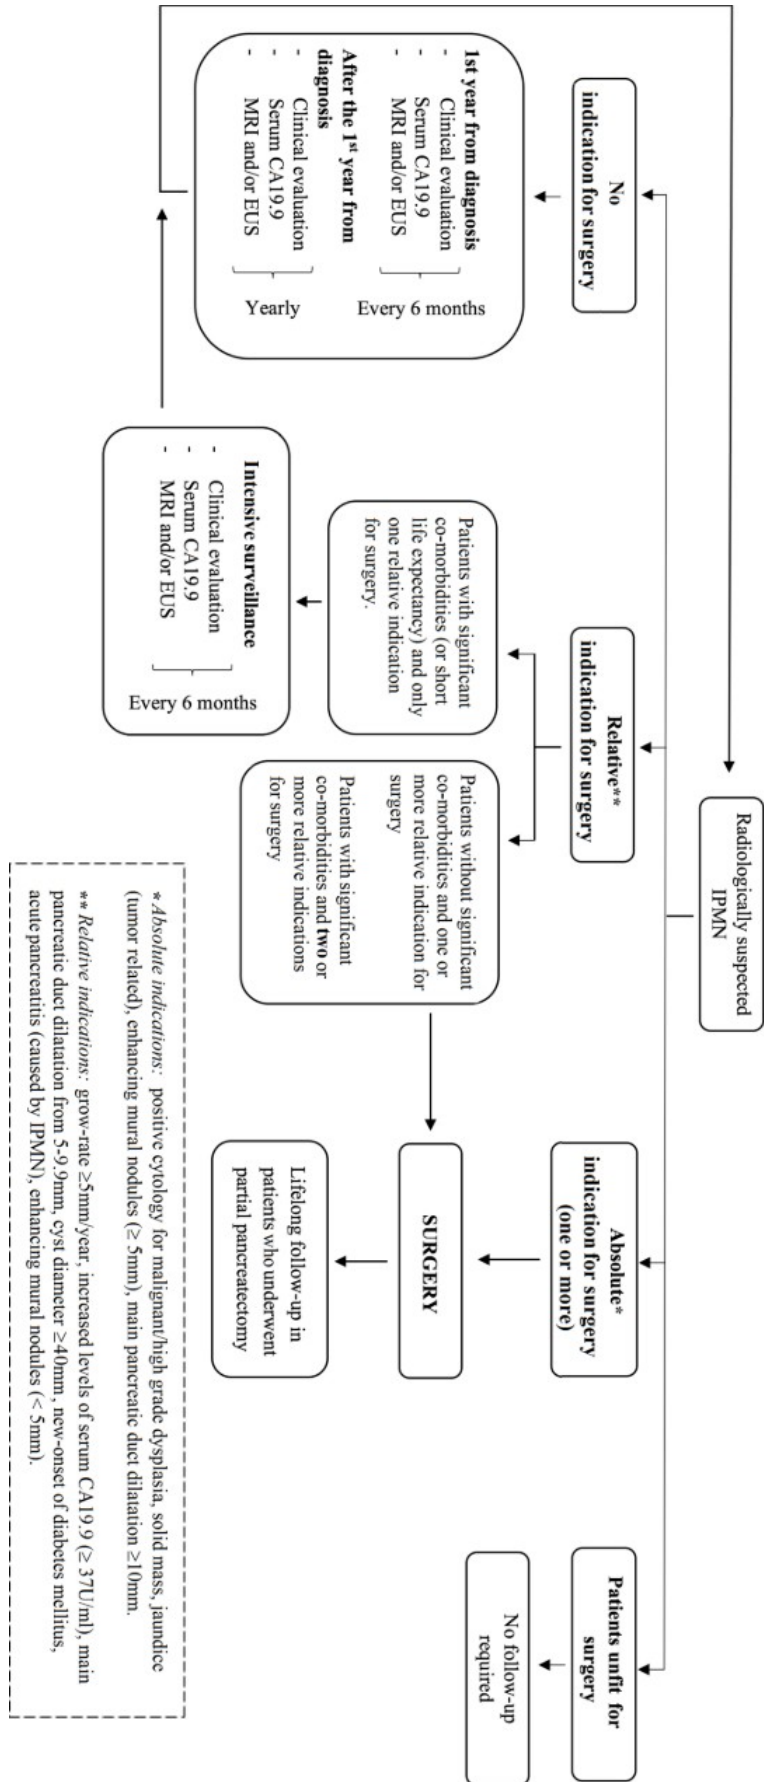 Radiologically suspected
IPMN
No
indication for surgery
1st year from diagnosis
- Clinical evaluation
- Serum CA19.9
- MRI and/or EUS
Every 6 months
After the 1st year from
diagnosis
- Clinical evaluation
- Serum CA19.9
- MRI and/or EUS
Yearly
Relative**
indication for surgery
Patients with significant
co-morbidities (or short
life expectancy) and only
one relative indication
for surgery.
Intensive surveillance
- Clinical evaluation
- Serum CA19.9
- MRI and/or EUS
Every 6 months
Patients without significant
co-morbidities and one or
more relative indication for
surgery
Patients with significant
co-morbidities and two or
more relative indications
for surgery
Absolute*
indication for surgery
(one or more)
SURGERY
Lifelong follow-up in
patients who underwent
partial pancreatectomy
Patients unfit for
surgery
No follow-up
required
*Absolute indications: positive cytology for malignant/high grade dysplasia, solid mass, jaundice
(tumor related), enhancing mural nodules (≥ 5mm), main pancreatic duct dilatation ≥10mm.
** Relative indications: grow-rate ≥5mm/year, increased levels of serum CA19.9 (≥ 37U/ml), main
pancreatic duct dilatation from 5-9.9mm, cyst diameter ≥40mm, new-onset of diabetes mellitus,
acute pancreatitis (caused by IPMN), enhancing mural nodules (< 5mm).